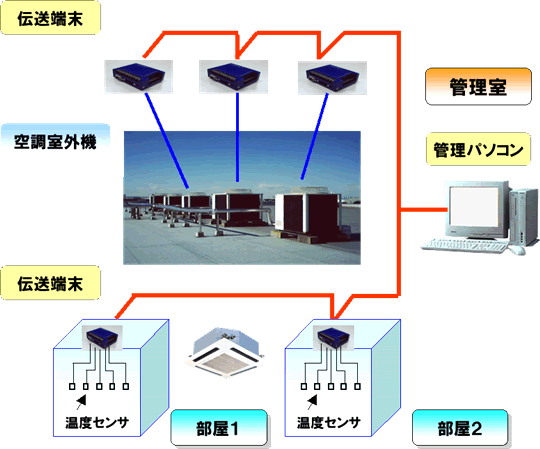 伝送端末
管理室
空調室外機
管理パソコン
伝送端末
温度センサ
部屋1
温度センサ
部屋2